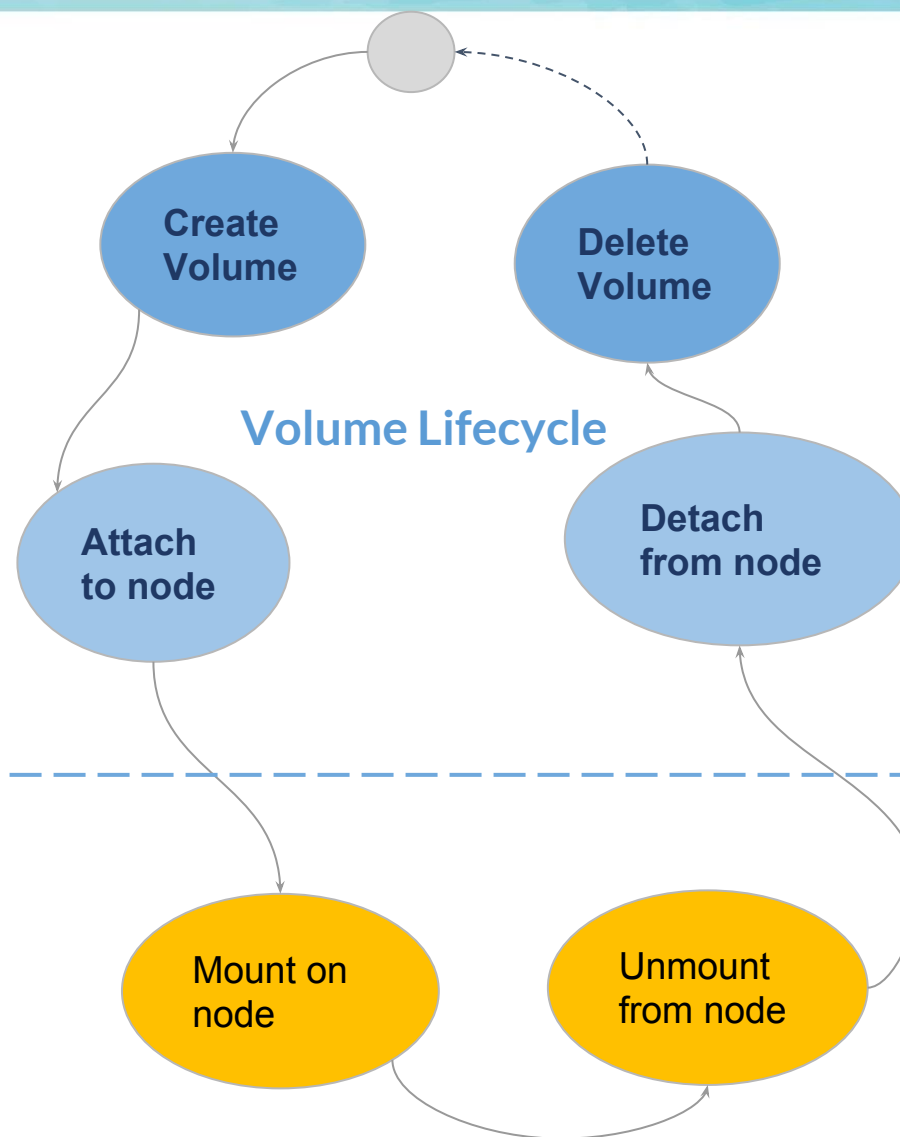 Create
Volume
Delete
Volume
Volume Lifecycle
Attach
to node
Detach
from node
Mount on
node
Unmount
from node